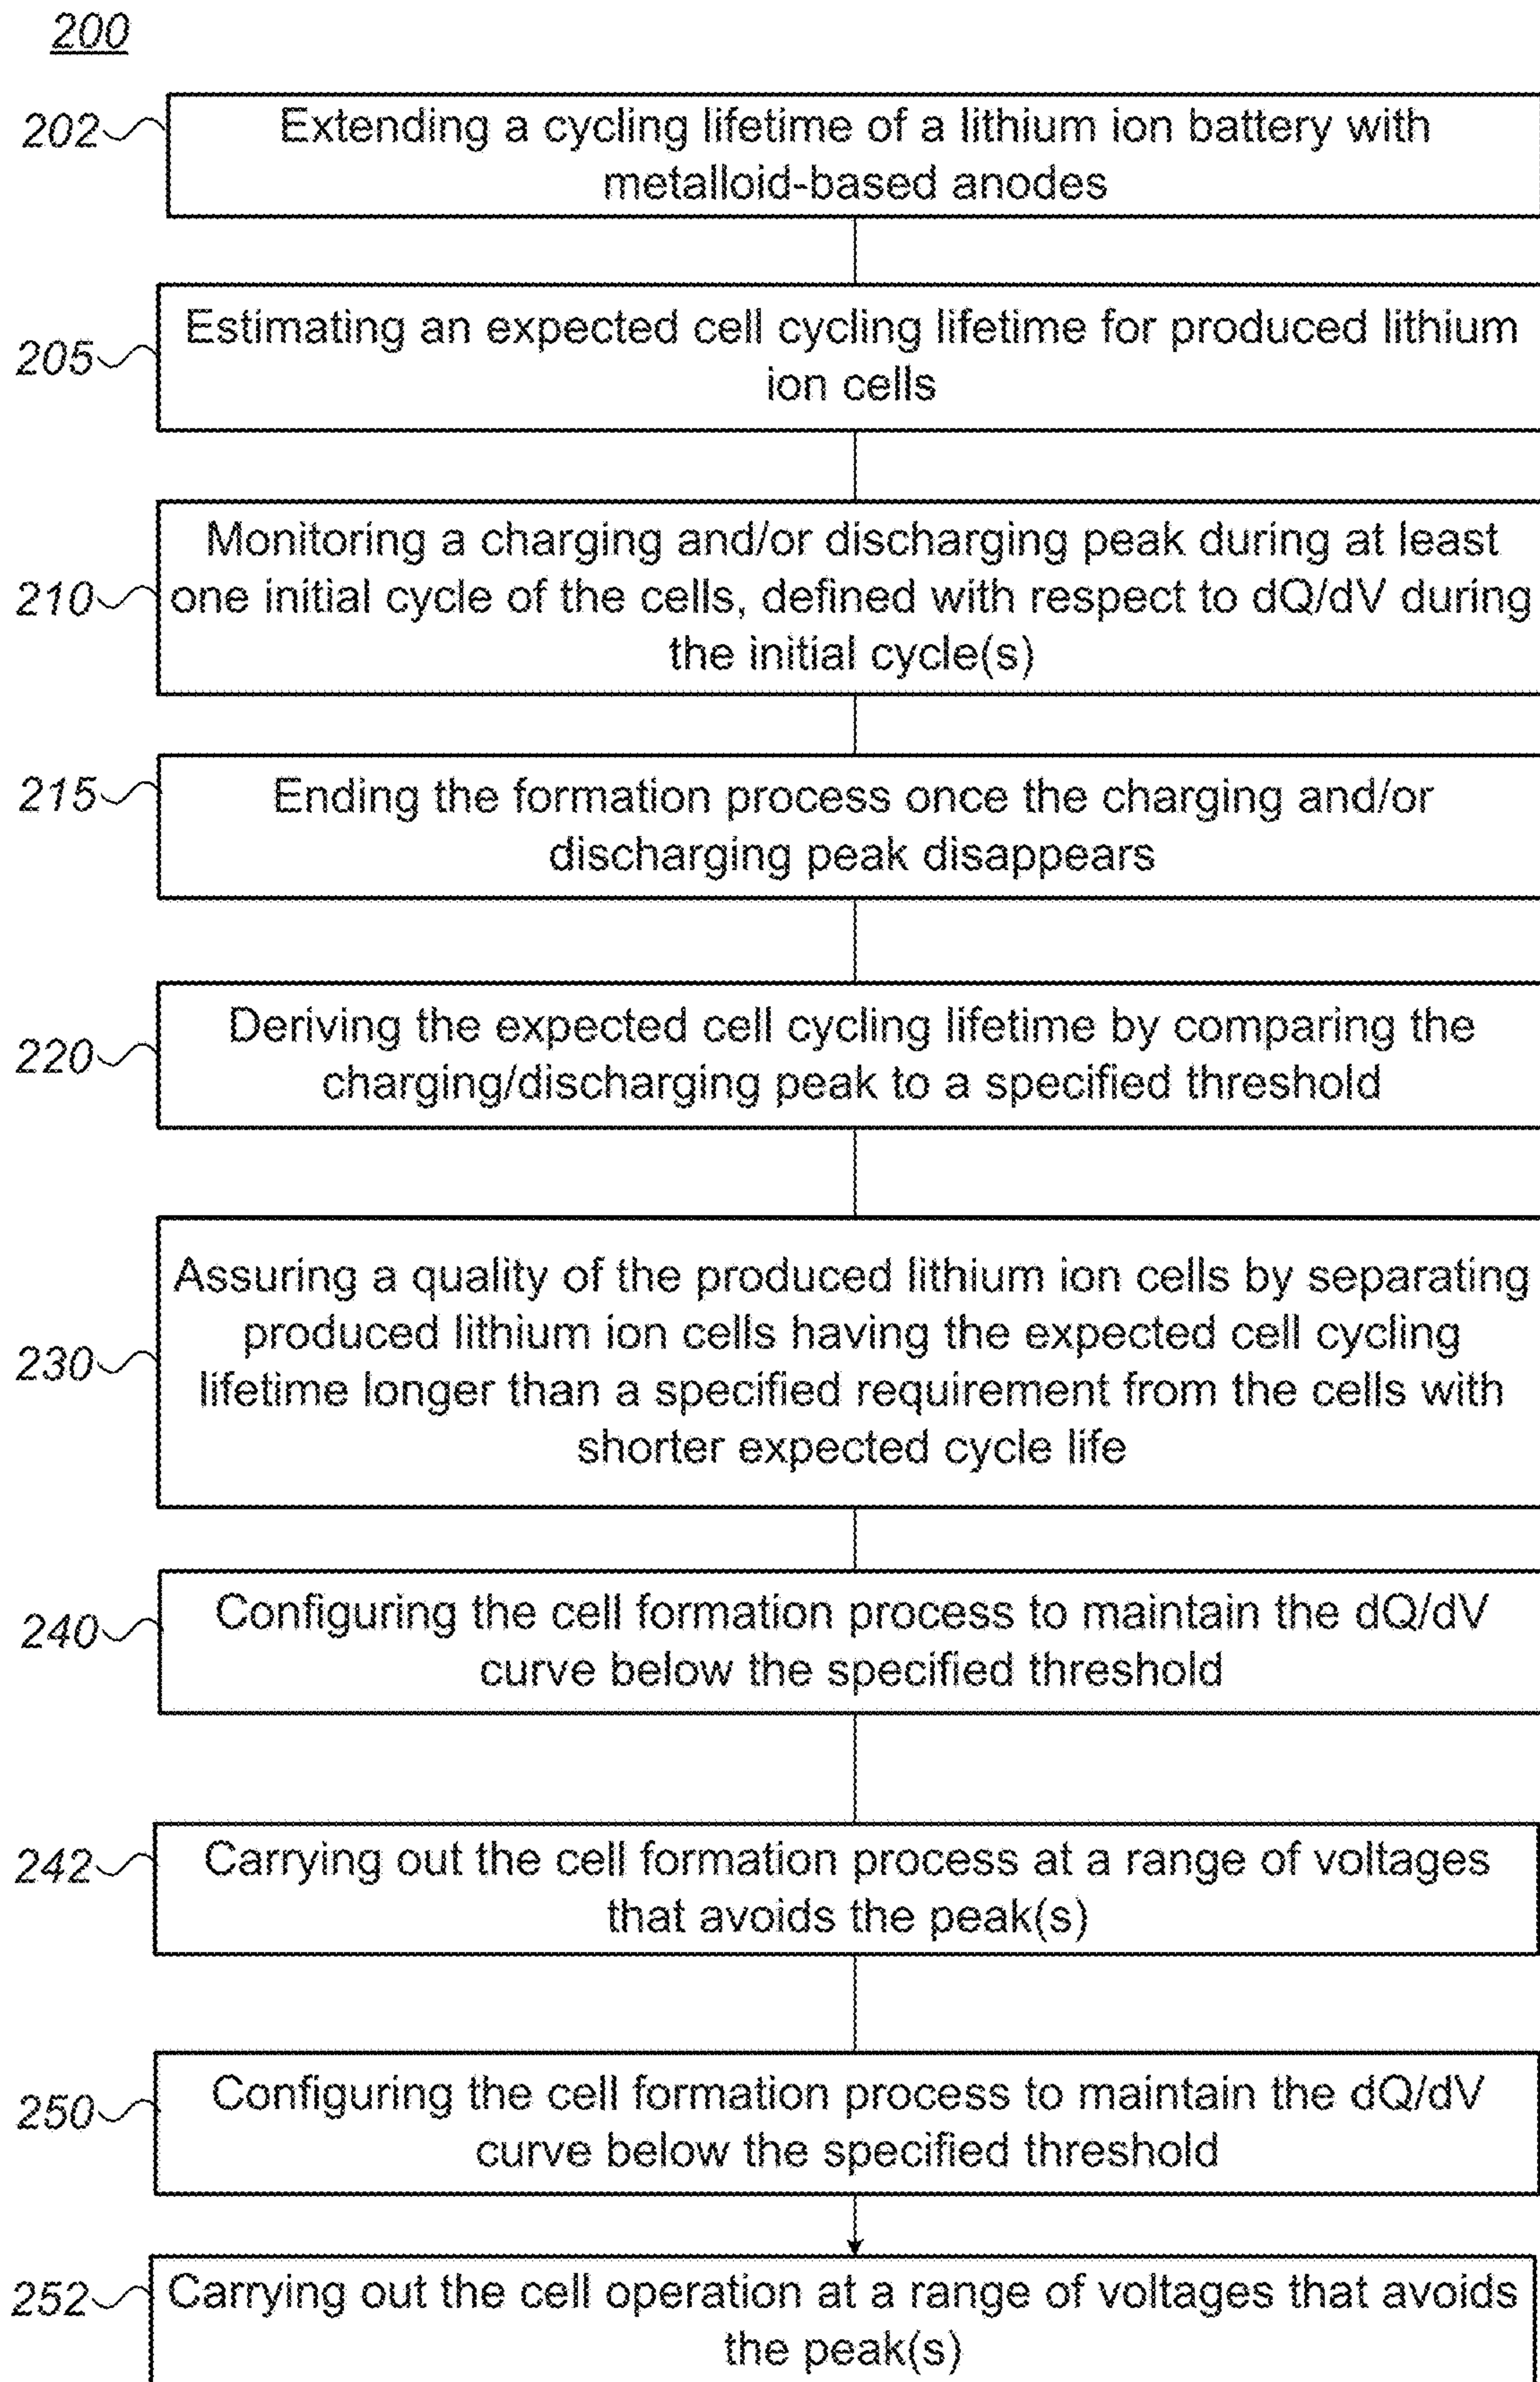 200
202
Extending a cycling lifetime of a lithium ion battery with
metalloid-based anodes
205
Estimating an expected cell cycling lifetime for produced lithium
ion cells
210
Monitoring a charging and/or discharging peak during at least
one initial cycle of the cells, defined with respect to dQ/dV during
the initial cycle(s)
215
Ending the formation process once the charging and/or
discharging peak disappears
220
Deriving the expected cell cycling lifetime by comparing the
charging/discharging peak to a specified threshold
230
Assuring a quality of the produced lithium ion cells by separating
produced lithium ion cells having the expected cell cycling
lifetime longer than a specified requirement from the cells with
shorter expected cycle life
240
Configuring the cell formation process to maintain the dQ/dV
curve below the specified threshold
242
Carrying out the cell formation process at a range of voltages
that avoids the peak(s)
250
Configuring the cell formation process to maintain the dQ/dV
curve below the specified threshold
252
Carrying out the cell operation at a range of voltages that avoids
the peak(s)